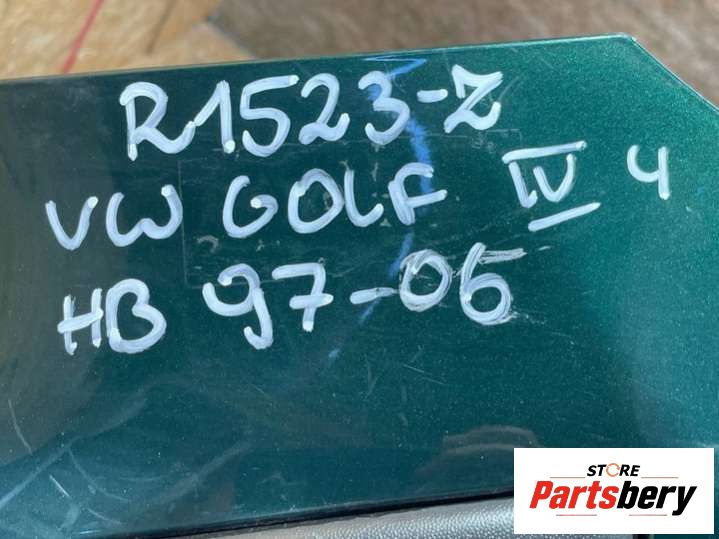 R1523-Z
VW GOLF IV 4
HB 97-06
STORE
Partsbery